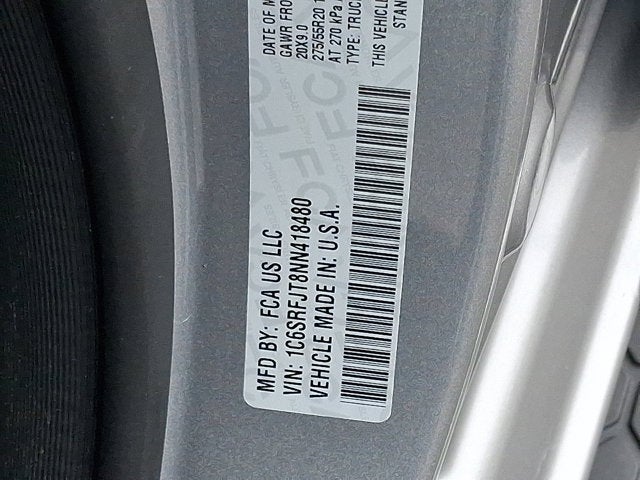 MFD BY: FCA US LLC
VIN: 1C6SRFJT8NN418480
VEHICLE MADE IN: U.S.A.
DATE OF M
GAWR FRO
20X9.0
275/55R20 1
AT 270 kPa
TYPE: TRUC
THIS VEHICLE
STAN